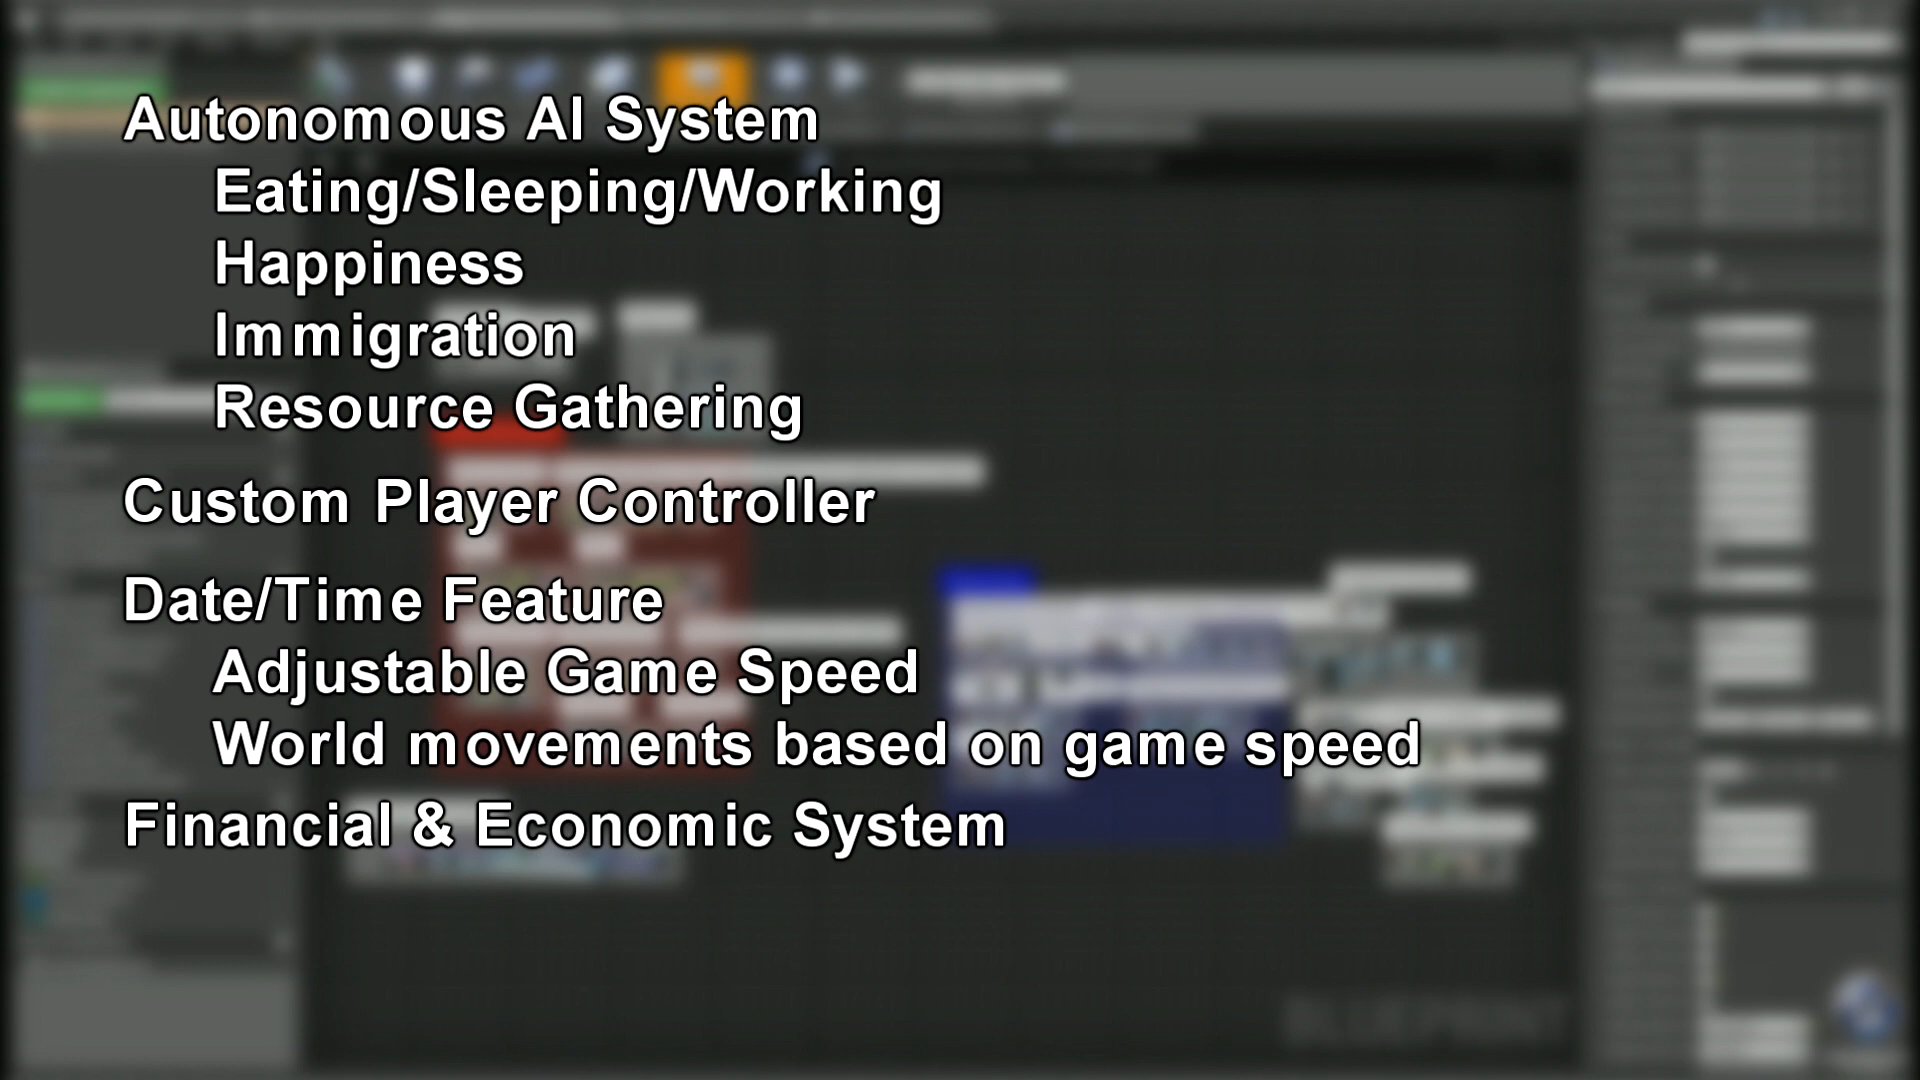 Autonomous AI System
Eating/Sleeping/Working
Happiness
Immigration
Resource Gathering
Custom Player Controller
Date/Time Feature
Adjustable Game Speed
World movements based on game speed
Financial & Economic System
BLUEPRINT